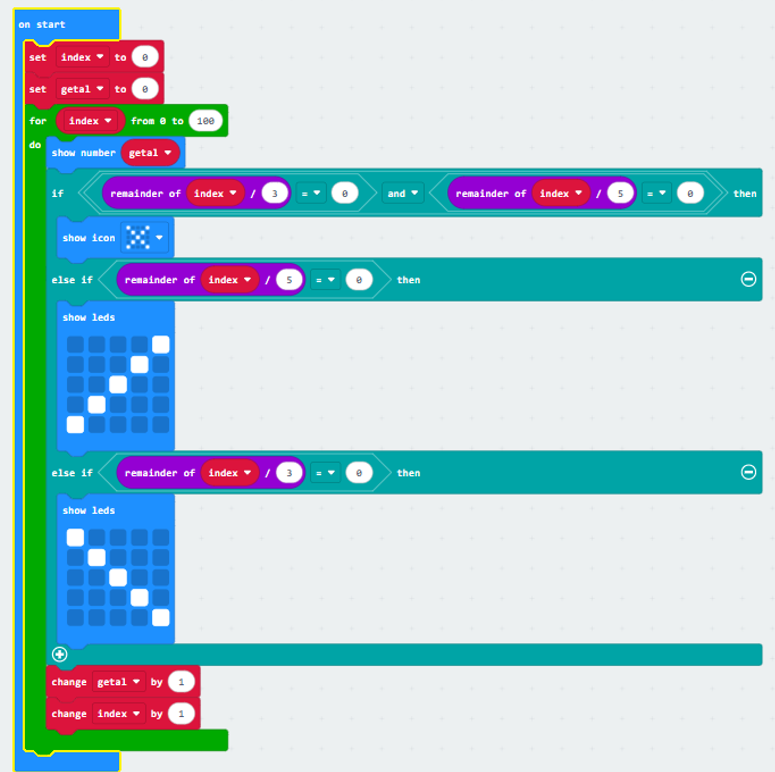 on start
set index to 0
set getal to 0
for index from 0 to 100
do
show number getal
if remainder of index / 3 = 0 and remainder of index / 5 = 0 then
show icon
else if remainder of index / 5 = 0 then
show leds
else if remainder of index / 3 = 0 then
show leds
change getal by 1
change index by 1